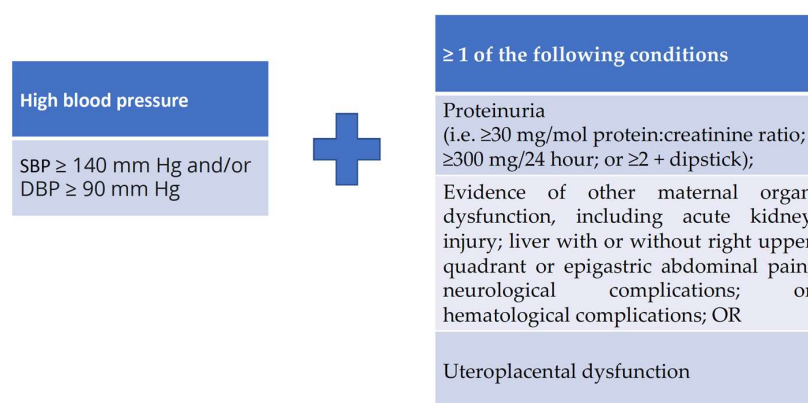 High blood pressure
SBP ≥ 140 mm Hg and/or
DBP ≥ 90 mm Hg
≥ 1 of the following conditions
Proteinuria
(i.e. ≥30 mg/mol protein:creatinine ratio;
≥300 mg/24 hour; or ≥2 + dipstick);
Evidence of other maternal organ
dysfunction, including acute kidney
injury; liver with or without right upper
quadrant or epigastric abdominal pain
neurological complications; or
hematological complications; OR
Uteroplacental dysfunction